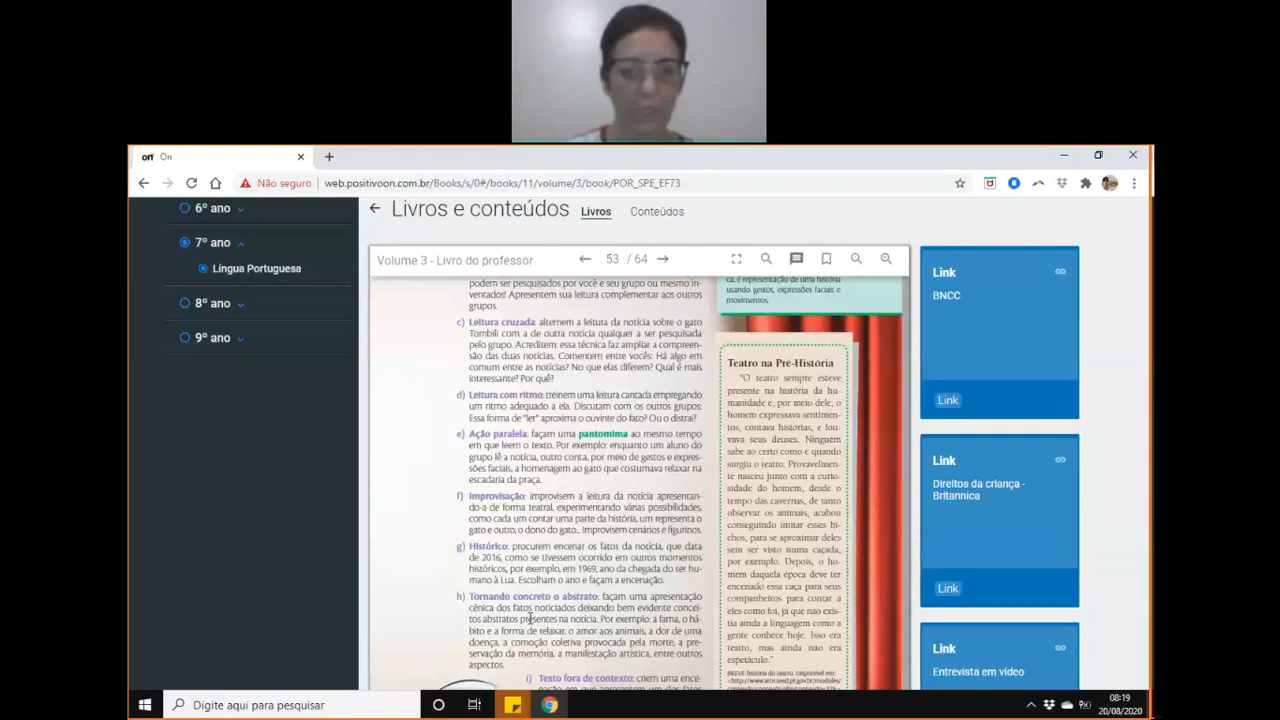 on On
Não seguro web.positivoon.com.br/Books/s/0#/books/11/volume/3/book/POR_SPE_EF73
6º ano
7º ano
Língua Portuguesa
8º ano
9º ano
Livros e conteúdos Livros Conteúdos
Volume 3 - Livro do professor
53 / 64
podem ser pesquisados por você e seu grupo ou mesmo in-
ventados! Apresentem sua leitura complementar aos outros
grupos.
c) Leitura cruzada: alternem a leitura da notícia sobre o gato
Tombili com a de outra notícia qualquer a ser pesquisada
pelo grupo. Acreditem: essa técnica faz ampliar a compreen-
são das duas notícias. Comentem entre vocês: Há algo em
comum entre as notícias? No que elas diferem? Qual é mais
interessante? Por quê?
d) Leitura com ritmo: treinem uma leitura cantada empregando
um ritmo adequado a ela. Discutam com os outros grupos:
Essa forma de "ler" aproxima o ouvinte do fato? Ou o distrai?
e) Ação paralela: façam uma pantomima ao mesmo tempo
em que leem o texto. Por exemplo: enquanto um aluno do
grupo lê a notícia, outro conta, por meio de gestos e expres-
sões faciais, a homenagem ao gato que costumava relaxar na
escadaria da praça.
f) Improvisação: improvisem a leitura da notícia apresentan-
do-a de forma teatral, experimentando várias possibilidades,
como cada um contar uma parte da história, um representa o
gato e outro, o dono do gato... Improvisem cenários e figurinos.
g) Histórico: procurem encenar os fatos da notícia, que data
de 2016, como se tivessem ocorrido em outros momentos
históricos, por exemplo, em 1969, ano da chegada do ser hu-
mano à Lua. Escolham o ano e façam a encenação.
h) Tornando concreto o abstrato: façam uma apresentação
cênica dos fatos noticiados deixando bem evidente concei-
tos abstratos presentes na notícia. Por exemplo: a fama, o há-
bito e a forma de relaxar, o amor aos animais, a dor de uma
doença, a comoção coletiva provocada pela morte, a pre-
servação da memória, a manifestação artística, entre outros
aspectos.
i) Texto fora de contexto: criem uma ence-
ca, é representação de uma história
usando gestos, expressões faciais e
movimentos.
Teatro na Pré-História
"O teatro sempre esteve
presente na história da hu-
manidade e, por meio dele, o
homem expressava sentimen-
tos, contava histórias, e lou-
vava seus deuses. Ninguém
sabe ao certo como e quando
surgiu o teatro. Provavelmen-
te nasceu junto com a curio-
sidade do homem, desde o
tempo das cavernas, de tanto
observar os animais, acabou
conseguindo imitar esses bi-
chos, para se aproximar deles
sem ser visto numa caçada,
por exemplo. Depois, o ho-
mem daquela época deve ter
encenado essa caça para seus
companheiros para contar a
eles como foi, já que não exis-
tia ainda a linguagem como a
gente conhece hoje. Isso era
teatro, mas ainda não era
espetáculo."
BREVE história do teatro. Disponível em:
Link
BNCC
Link
Link
Direitos da criança -
Britannica
Link
Link
Entrevista em vídeo
Digite aqui para pesquisar
08:19
20/08/2020